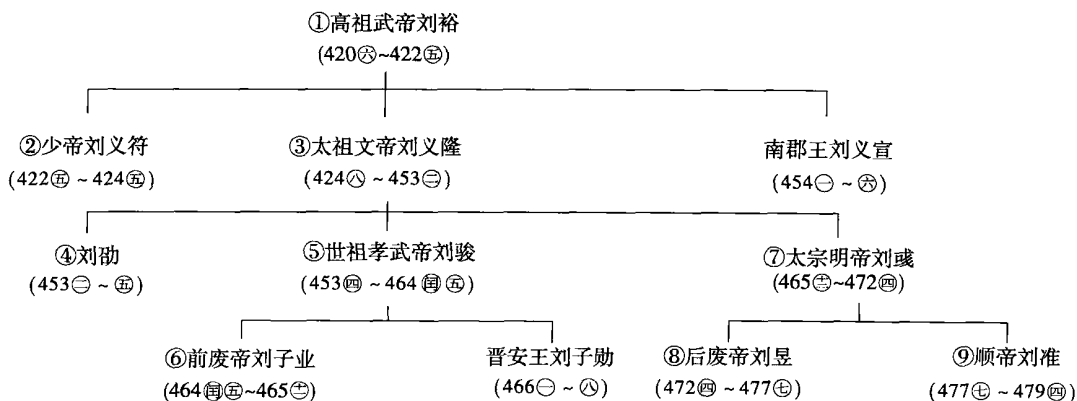 ①高祖武帝刘裕
(420㊅~422㊄)
②少帝刘义符 ③太祖文帝刘义隆 南郡王刘义宣
(422㊄~424㊄) (424㊇~453㊁) (454㊀~㊅)
④刘劭 ⑤世祖孝武帝刘骏 ⑦太宗明帝刘彧
(453㊁~㊄) (453㊃~464闰㊄) (465十二~472㊃)
⑥前废帝刘子业 晋安王刘子勋 ⑧后废帝刘昱 ⑨顺帝刘准
(464闰㊄~465十一) (466㊀~㊇) (472㊃~477㊆) (477㊆~479㊃)